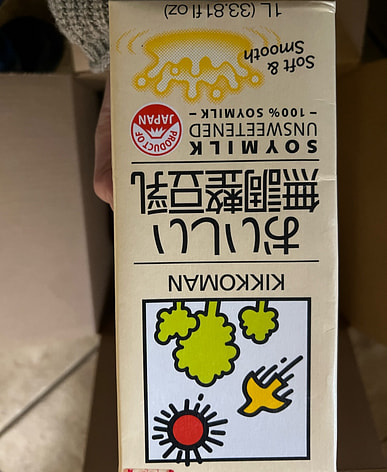 KIKKOMAN
おいしい
無調整豆乳
SOYMILK
UNSWEETENED
– 100% SOYMILK –
PRODUCT OF
JAPAN
Soft &
Smooth
1L (33.81 fl oz)